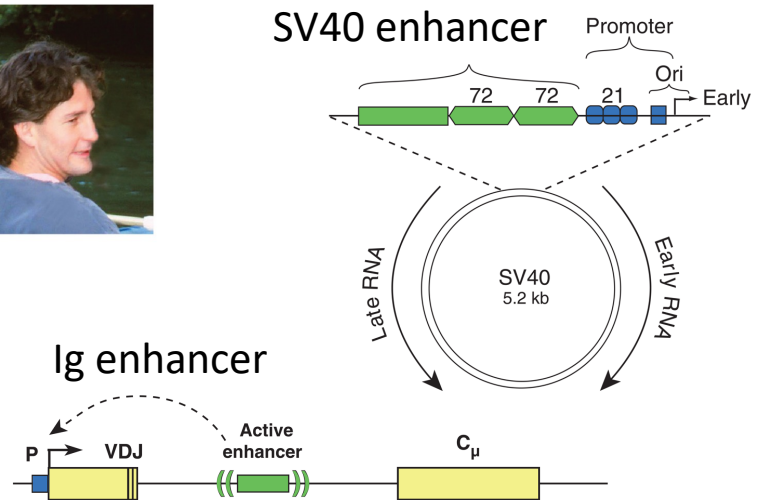 SV40 enhancer
Promoter
Ori
72 72 21
Early
Late RNA
Early RNA
SV40
5.2 kb
Ig enhancer
Active
enhancer
P
VDJ
Cμ